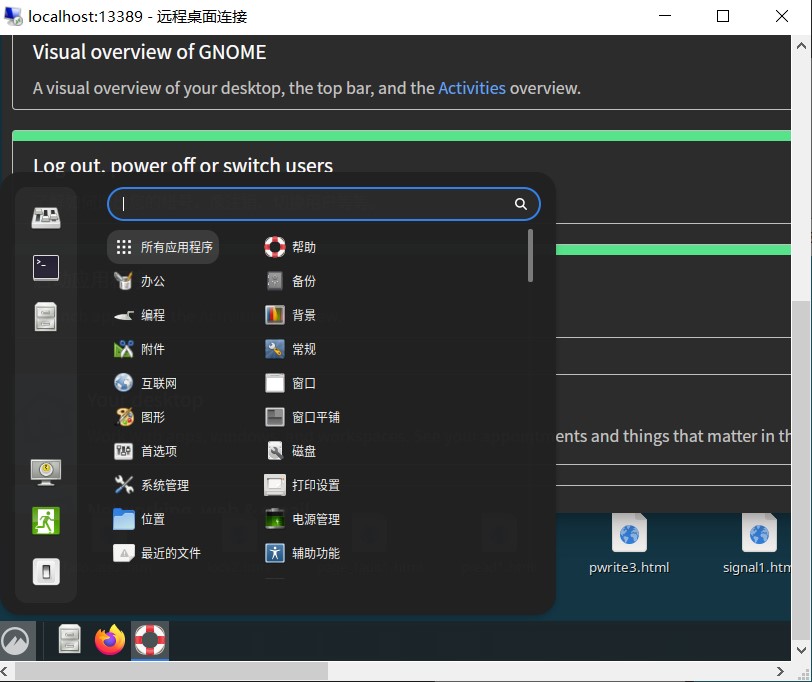 localhost:13389 - 远程桌面连接
Visual overview of GNOME
A visual overview of your desktop, the top bar, and the Activities overview.
Log out, power off or switch users
所有应用程序
办公
编程
附件
互联网
图形
首选项
系统管理
位置
最近的文件
帮助
备份
背景
常规
窗口
窗口平铺
磁盘
打印设置
电源管理
辅助功能
Your desktop
ents and things that matter in th
pwrite3.html
signal1.htm